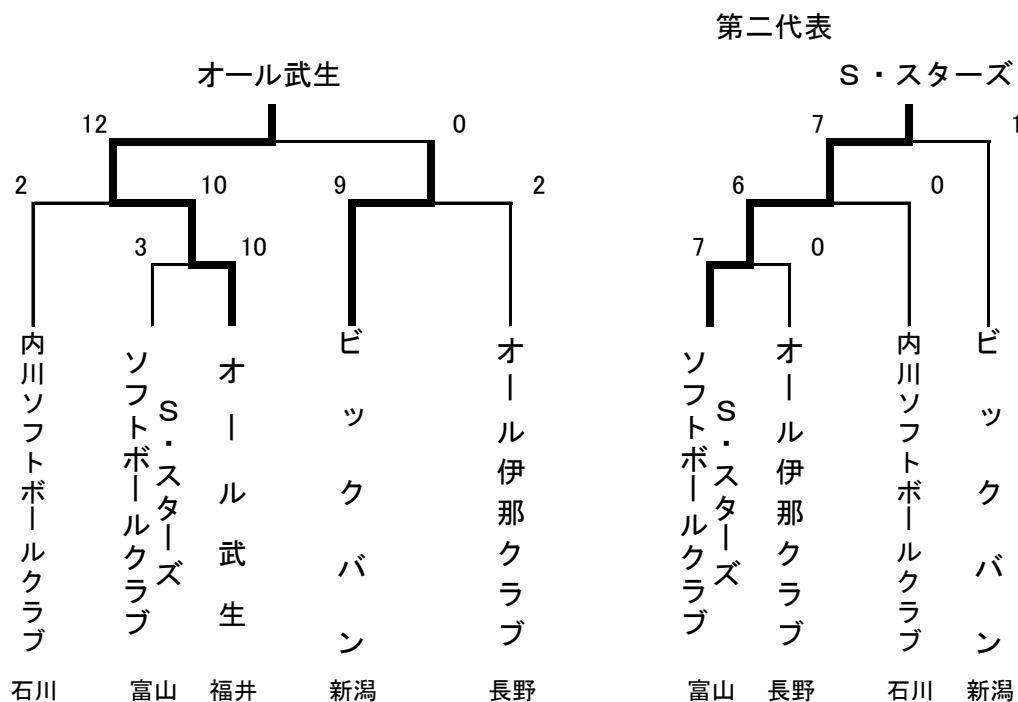 第二代表
オール武生
S・スターズ
12
0
7
1
2
10
9
2
6
0
3
10
7
0
内川ソフトボールクラブ
S・スターズ
ソフトボールクラブ
オール武生
ビックバン
オール伊那クラブ
S・スターズ
ソフトボールクラブ
オール伊那クラブ
内川ソフトボールクラブ
ビックバン
石川
富山
福井
新潟
長野
富山
長野
石川
新潟